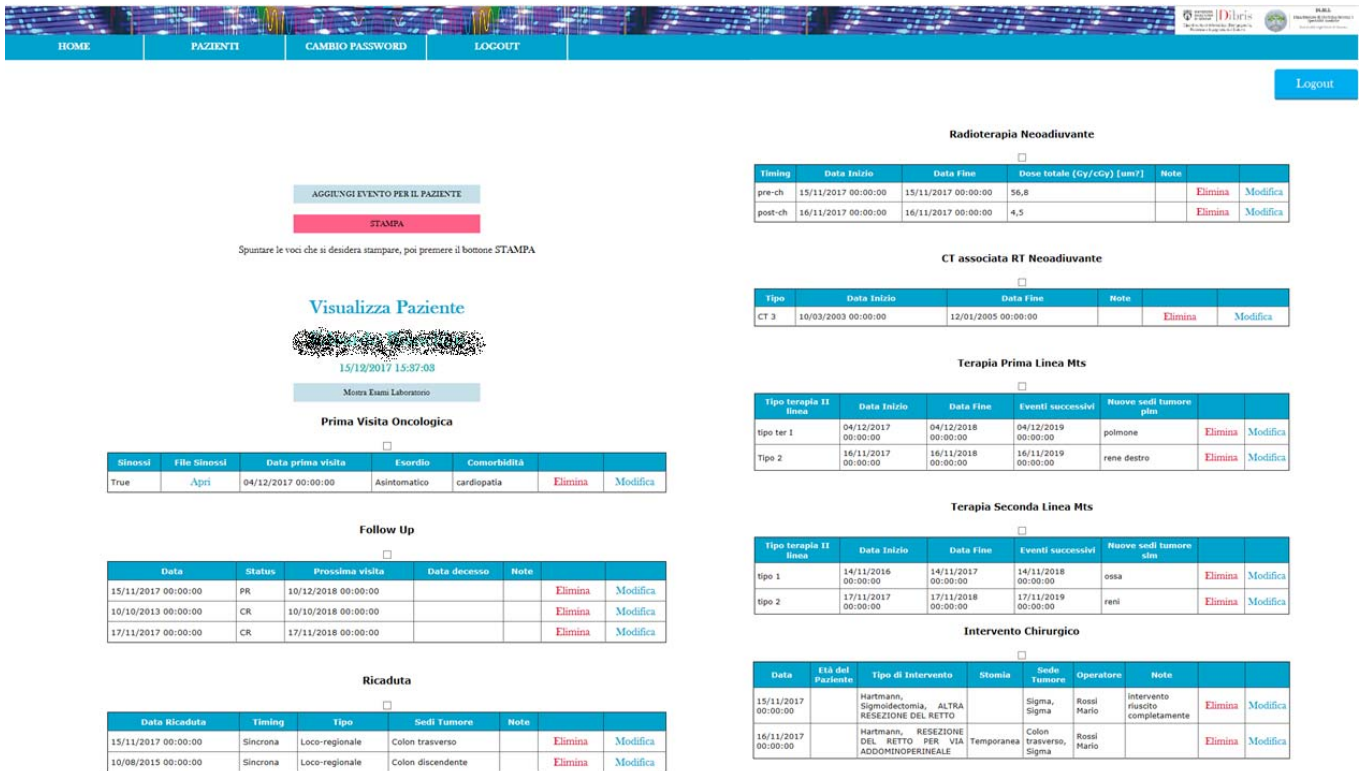 Dibris
D.I.S.I.
HOME PAZIENTI CAMBIO PASSWORD LOGOUT
Logout
AGGIUNGI EVENTO PER IL PAZIENTE
STAMPA
Spuntare le voci che si desidera stampare, poi premere il bottone STAMPA
Visualizza Paziente
15/12/2017 15:37:03
Mostra Esami Laboratorio
Prima Visita Oncologica
Sinossi File Sinossi Data prima visita Esordio Comorbidità
True Apri 04/12/2017 00:00:00 Asintomatico cardiopatia Elimina Modifica
Follow Up
Data Status Prossima visita Data decesso Note
15/11/2017 00:00:00 PR 10/12/2018 00:00:00 Elimina Modifica
10/10/2013 00:00:00 CR 10/10/2018 00:00:00 Elimina Modifica
17/11/2017 00:00:00 CR 17/11/2018 00:00:00 Elimina Modifica
Ricaduta
Data Ricaduta Timing Tipo Sedi Tumore Note
15/11/2017 00:00:00 Sincrona Loco-regionale Colon trasverso Elimina Modifica
10/08/2015 00:00:00 Sincrona Loco-regionale Colon discendente Elimina Modifica
Radioterapia Neoadiuvante
Timing Data Inizio Data Fine Dose totale (Gy/cGy) [um?] Note
pre-ch 15/11/2017 00:00:00 15/11/2017 00:00:00 56,8 Elimina Modifica
post-ch 16/11/2017 00:00:00 16/11/2017 00:00:00 4,5 Elimina Modifica
CT associata RT Neoadiuvante
Tipo Data Inizio Data Fine Note
CT 3 10/03/2003 00:00:00 12/01/2005 00:00:00 Elimina Modifica
Terapia Prima Linea Mts
Tipo terapia II Data Inizio Data Fine Eventi successivi Nuove sedi tumore
linea plm
tipo ter I 04/12/2017 04/12/2018 04/12/2019 polmone Elimina Modifica
00:00:00 00:00:00 00:00:00
Tipo 2 16/11/2017 16/11/2018 16/11/2019 rene destro Elimina Modifica
00:00:00 00:00:00 00:00:00
Terapia Seconda Linea Mts
Tipo terapia II Data Inizio Data Fine Eventi successivi Nuove sedi tumore
linea slm
tipo 1 14/11/2016 14/11/2017 14/11/2018 ossa Elimina Modifica
00:00:00 00:00:00 00:00:00
tipo 2 17/11/2017 17/11/2018 17/11/2019 reni Elimina Modifica
00:00:00 00:00:00 00:00:00
Intervento Chirurgico
Data Età del Tipo di Intervento Stomia Sede Operatore Note
Paziente Tumore
15/11/2017 Hartmann, Sigma, Rossi intervento Elimina Modifica
00:00:00 Sigmoidectomia, ALTRA Sigma Mario riuscito
RESEZIONE DEL RETTO completamente
16/11/2017 Hartmann, RESEZIONE Temporanea Colon Rossi Elimina Modifica
00:00:00 DEL RETTO PER VIA trasverso, Mario
ADDOMINOPERINEALE Sigma